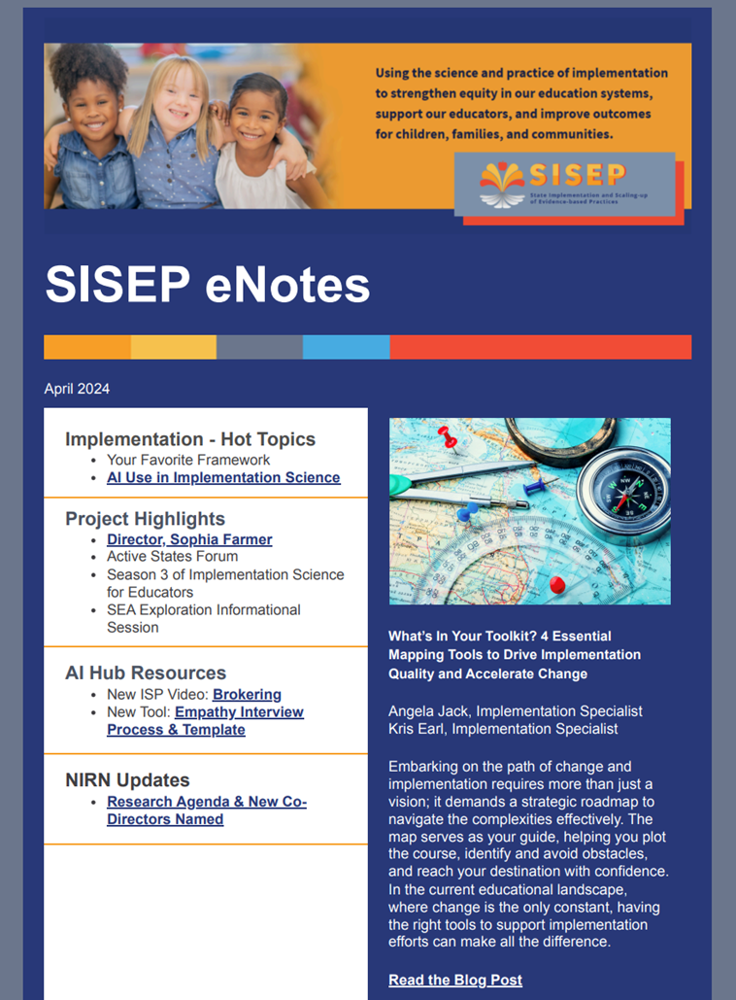 Using the science and practice of implementation
to strengthen equity in our education systems,
support our educators, and improve outcomes
for children, families, and communities.
SISEP
State Implementation and Scaling-up
of Evidence-based Practices
SISEP eNotes
April 2024
Implementation - Hot Topics
• Your Favorite Framework
• AI Use in Implementation Science
Project Highlights
• Director, Sophia Farmer
• Active States Forum
• Season 3 of Implementation Science
for Educators
• SEA Exploration Informational
Session
AI Hub Resources
• New ISP Video: Brokering
• New Tool: Empathy Interview
Process & Template
NIRN Updates
• Research Agenda & New Co-
Directors Named
NW
N
W
E
SE
S
What's In Your Toolkit? 4 Essential
Mapping Tools to Drive Implementation
Quality and Accelerate Change
Angela Jack, Implementation Specialist
Kris Earl, Implementation Specialist
Embarking on the path of change and
implementation requires more than just a
vision; it demands a strategic roadmap to
navigate the complexities effectively. The
map serves as your guide, helping you plot
the course, identify and avoid obstacles,
and reach your destination with confidence.
In the current educational landscape,
where change is the only constant, having
the right tools to support implementation
efforts can make all the difference.
Read the Blog Post